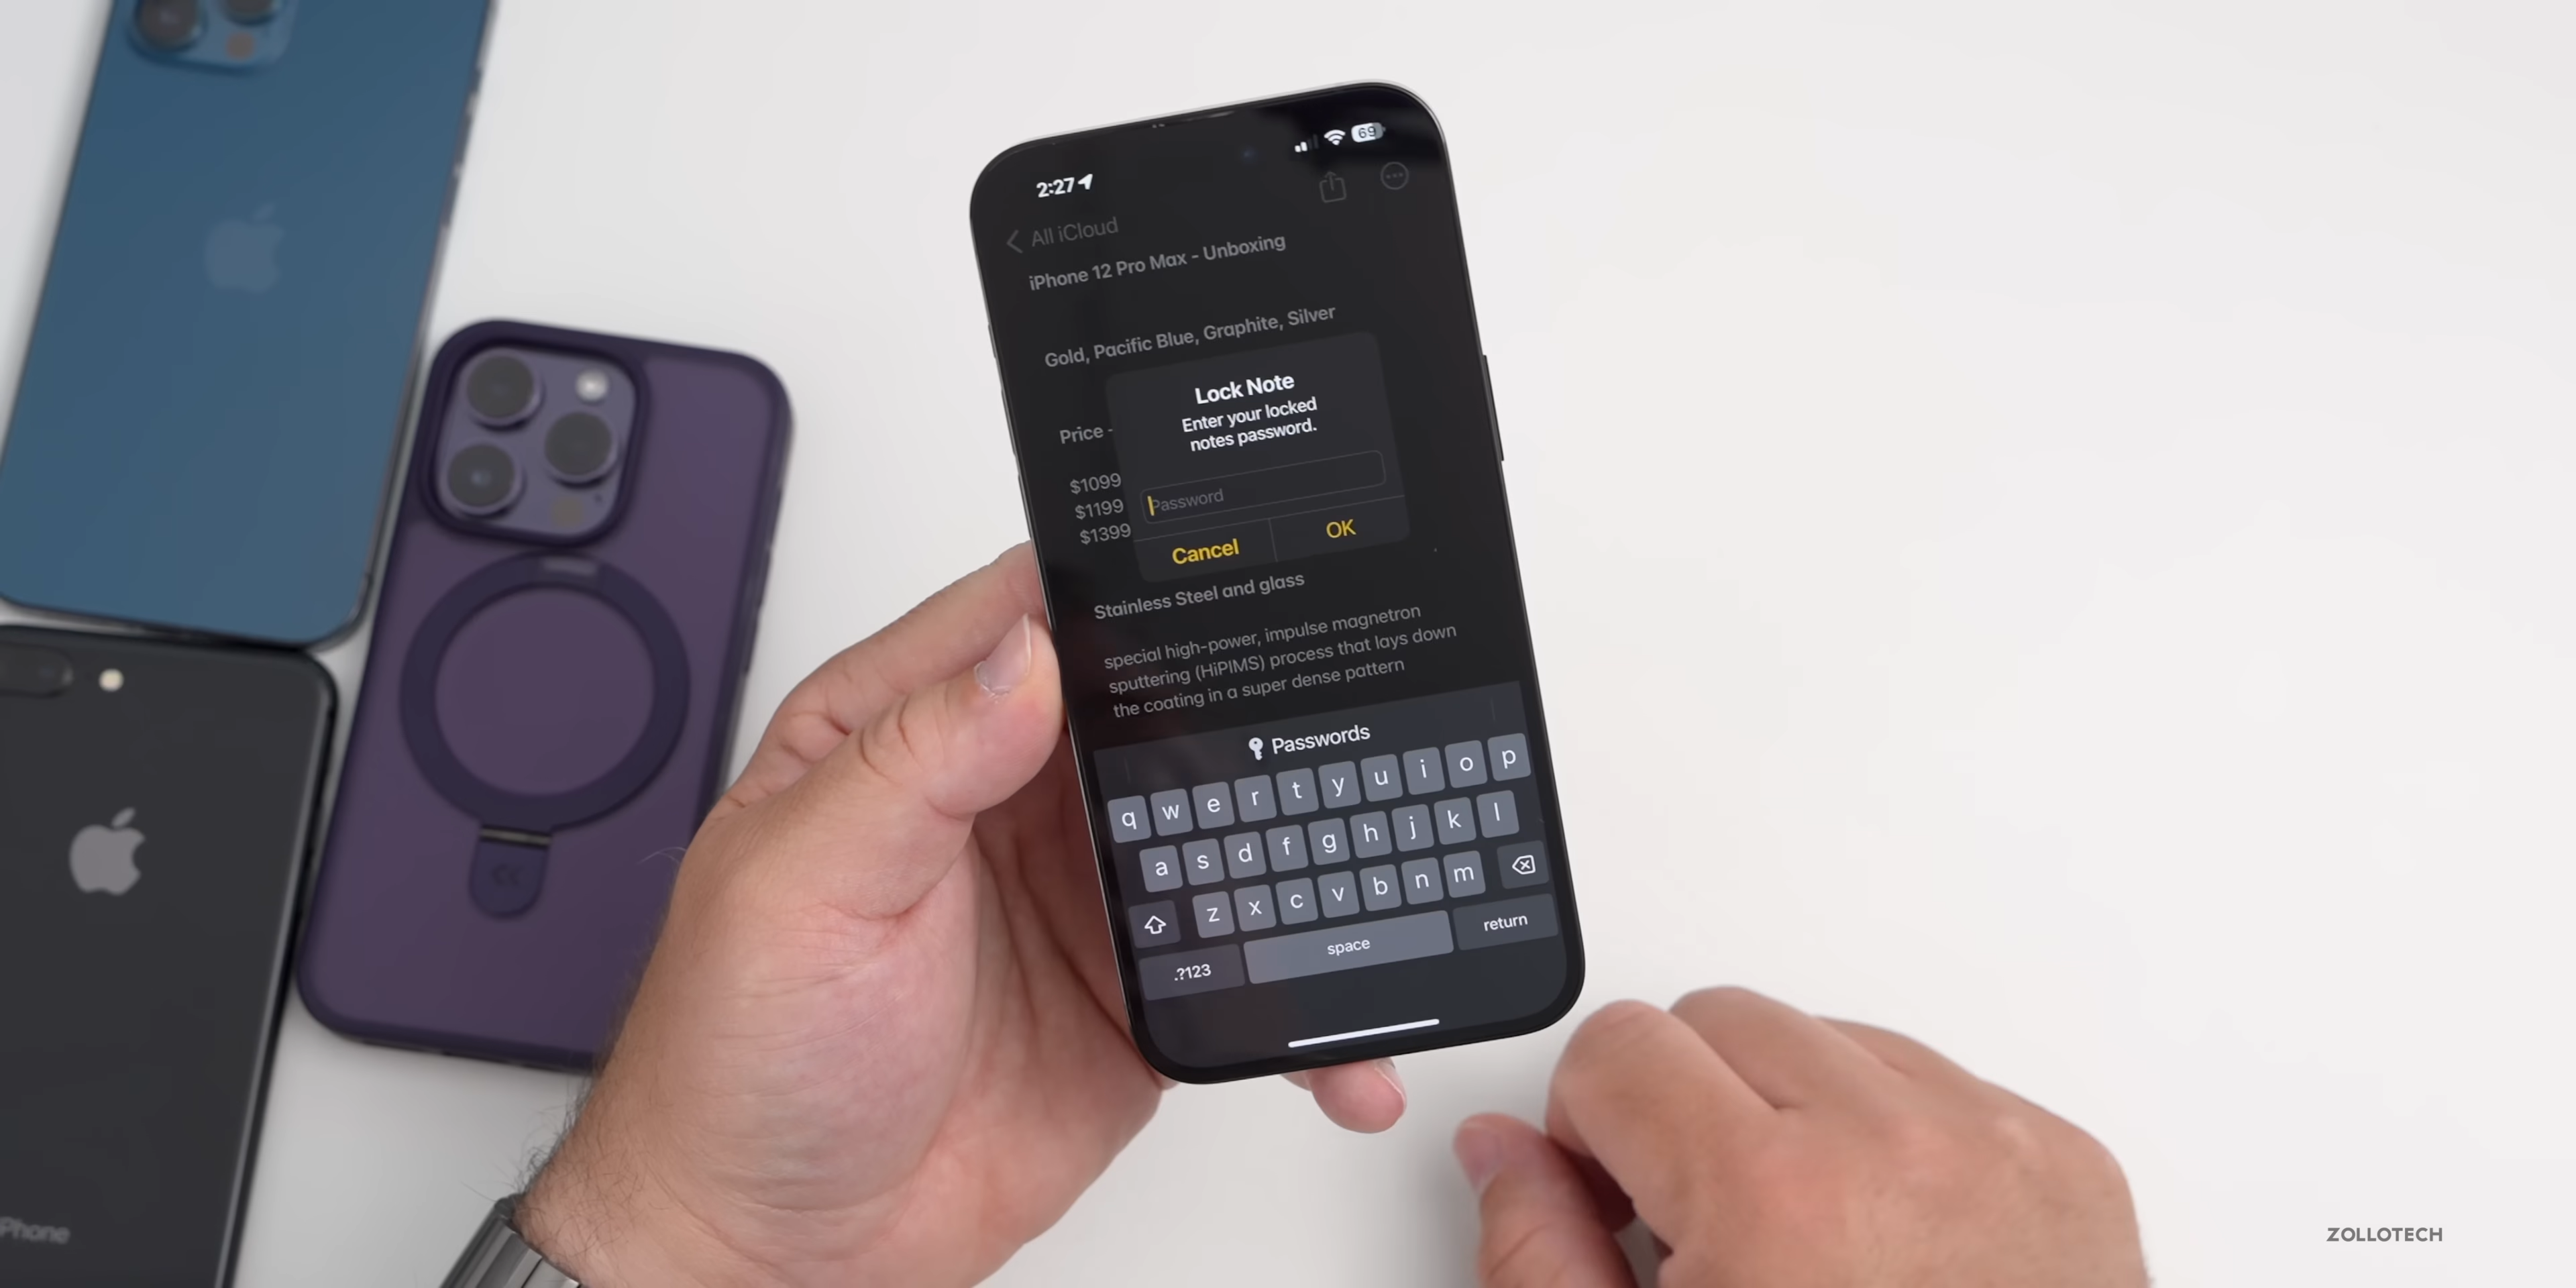 2:27
69
All iCloud
iPhone 12 Pro Max - Unboxing
Gold, Pacific Blue, Graphite, Silver
Price -
$1099
$1199
$1399
Lock Note
Enter your locked
notes password.
Password
Cancel OK
Stainless Steel and glass
special high-power, impulse magnetron
sputtering (HiPIMS) process that lays down
the coating in a super dense pattern
Passwords
q w e r t y u i o p
a s d f g h j k l
z x c v b n m
.?123 space return
iPhone
ZOLLOTECH